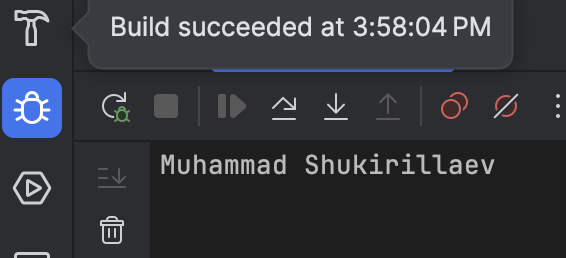 Build succeeded at 3:58:04 PM
Muhammad Shukirillaev